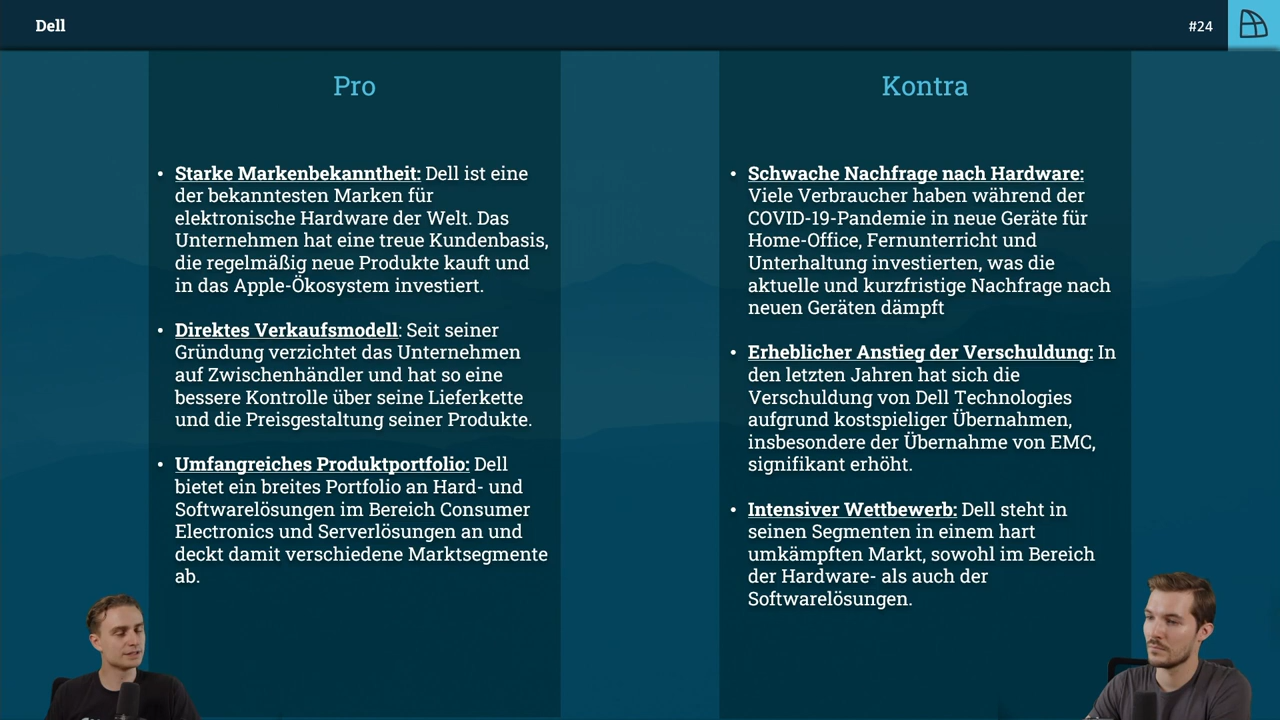 Dell
#24
Pro
• Starke Markenbekanntheit: Dell ist eine
der bekanntesten Marken für
elektronische Hardware der Welt. Das
Unternehmen hat eine treue Kundenbasis,
die regelmäßig neue Produkte kauft und
in das Apple-Ökosystem investiert.
• Direktes Verkaufsmodell: Seit seiner
Gründung verzichtet das Unternehmen
auf Zwischenhändler und hat so eine
bessere Kontrolle über seine Lieferkette
und die Preisgestaltung seiner Produkte.
• Umfangreiches Produktportfolio: Dell
bietet ein breites Portfolio an Hard- und
Softwarelösungen im Bereich Consumer
Electronics und Serverlösungen an und
deckt damit verschiedene Marktsegmente
ab.
Kontra
• Schwache Nachfrage nach Hardware:
Viele Verbraucher haben während der
COVID-19-Pandemie in neue Geräte für
Home-Office, Fernunterricht und
Unterhaltung investierten, was die
aktuelle und kurzfristige Nachfrage nach
neuen Geräten dämpft
• Erheblicher Anstieg der Verschuldung: In
den letzten Jahren hat sich die
Verschuldung von Dell Technologies
aufgrund kostspieliger Übernahmen,
insbesondere der Übernahme von EMC,
signifikant erhöht.
• Intensiver Wettbewerb: Dell steht in
seinen Segmenten in einem hart
umkämpften Markt, sowohl im Bereich
der Hardware- als auch der
Softwarelösungen.